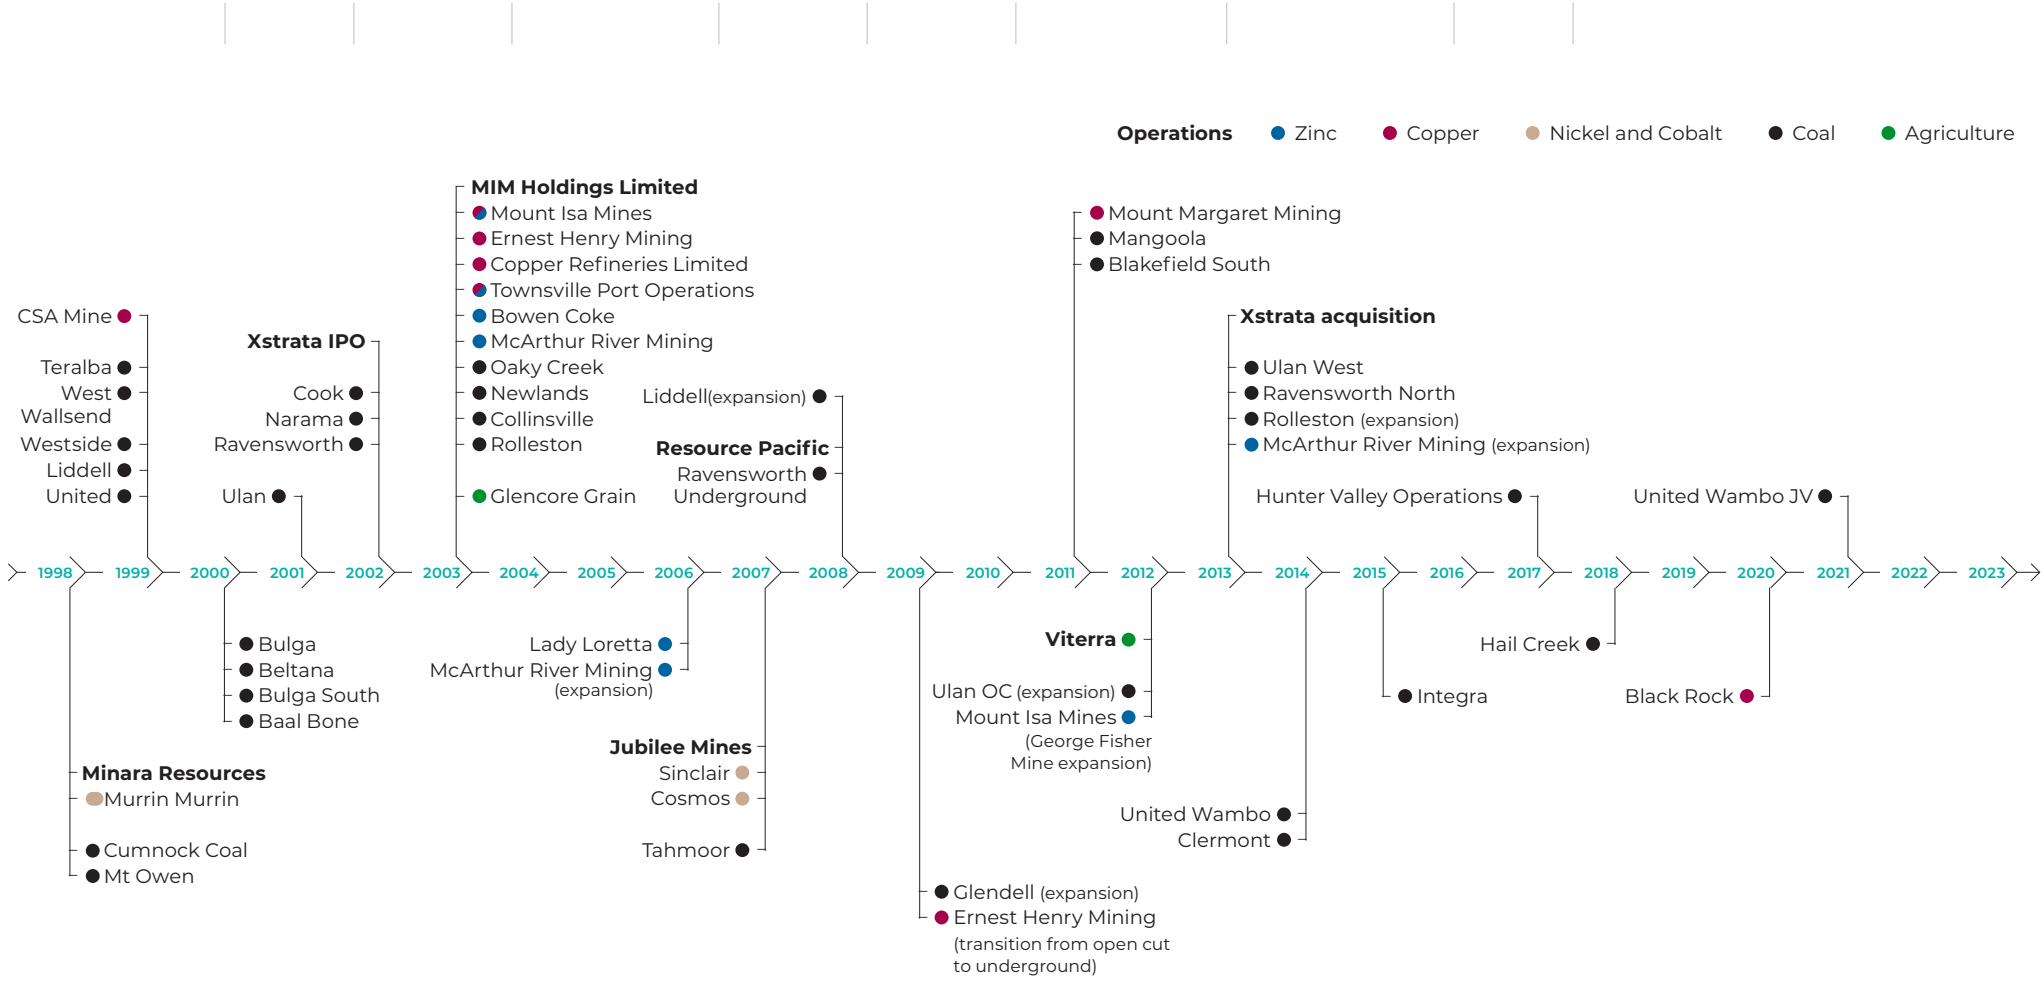 Operations Zinc Copper Nickel and Cobalt Coal Agriculture
CSA Mine
Teralba
West
Wallsend
Westside
Liddell
United
Ulan
Xstrata IPO
Cook
Narama
Ravensworth
MIM Holdings Limited
Mount Isa Mines
Ernest Henry Mining
Copper Refineries Limited
Townsville Port Operations
Bowen Coke
McArthur River Mining
Oaky Creek
Newlands
Collinsville
Rolleston
Glencore Grain
Liddell(expansion)
Resource Pacific
Ravensworth
Underground
Mount Margaret Mining
Mangoola
Blakefield South
Xstrata acquisition
Ulan West
Ravensworth North
Rolleston (expansion)
McArthur River Mining (expansion)
Hunter Valley Operations
United Wambo JV
1998 1999 2000 2001 2002 2003 2004 2005 2006 2007 2008 2009 2010 2011 2012 2013 2014 2015 2016 2017 2018 2019 2020 2021 2022 2023
Minara Resources
Murrin Murrin
Cumnock Coal
Mt Owen
Bulga
Beltana
Bulga South
Baal Bone
Lady Loretta
McArthur River Mining
(expansion)
Jubilee Mines
Sinclair
Cosmos
Tahmoor
Glendell (expansion)
Ernest Henry Mining
(transition from open cut
to underground)
Viterra
Ulan OC (expansion)
Mount Isa Mines
(George Fisher
Mine expansion)
United Wambo
Clermont
Integra
Hail Creek
Black Rock